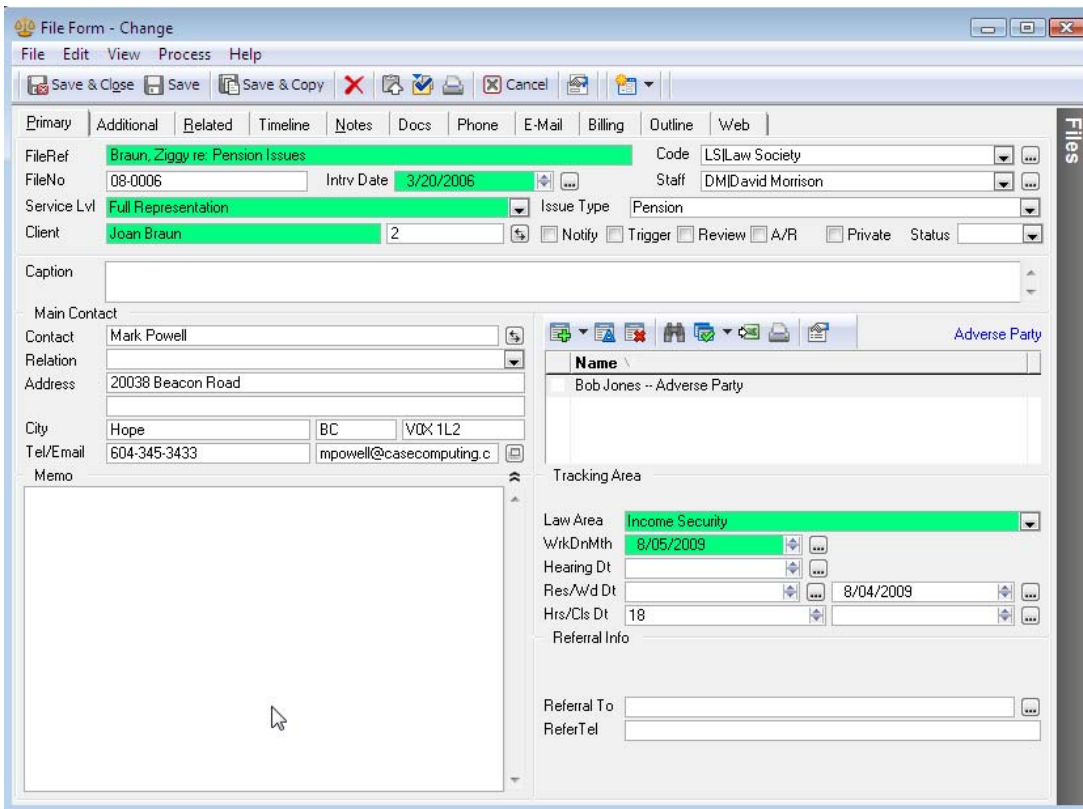 File Form - Change
File Edit View Process Help
Save & Close Save Save & Copy Cancel
Primary Additional Related Timeline Notes Docs Phone E-Mail Billing Outline Web
Files
FileRef Braun, Ziggy re: Pension Issues Code LS|Law Society ...
FileNo 08-0006 Intrv Date 3/20/2006 ... Staff DM|David Morrison ...
Service Lvl Full Representation Issue Type Pension
Client Joan Braun 2 Notify Trigger Review A/R Private Status
Caption
Main Contact
Contact Mark Powell
Relation
Address 20038 Beacon Road
City Hope BC V0X 1L2
Tel/Email 604-345-3433 mpowell@casecomputing.c
Memo
Adverse Party
Name
Bob Jones -- Adverse Party
Tracking Area
Law Area Income Security
WrkDnMth 8/05/2009 ...
Hearing Dt ...
Res/Wd Dt ... 8/04/2009 ...
Hrs/Cls Dt 18 ...
Referral Info
Referral To ...
ReferTel